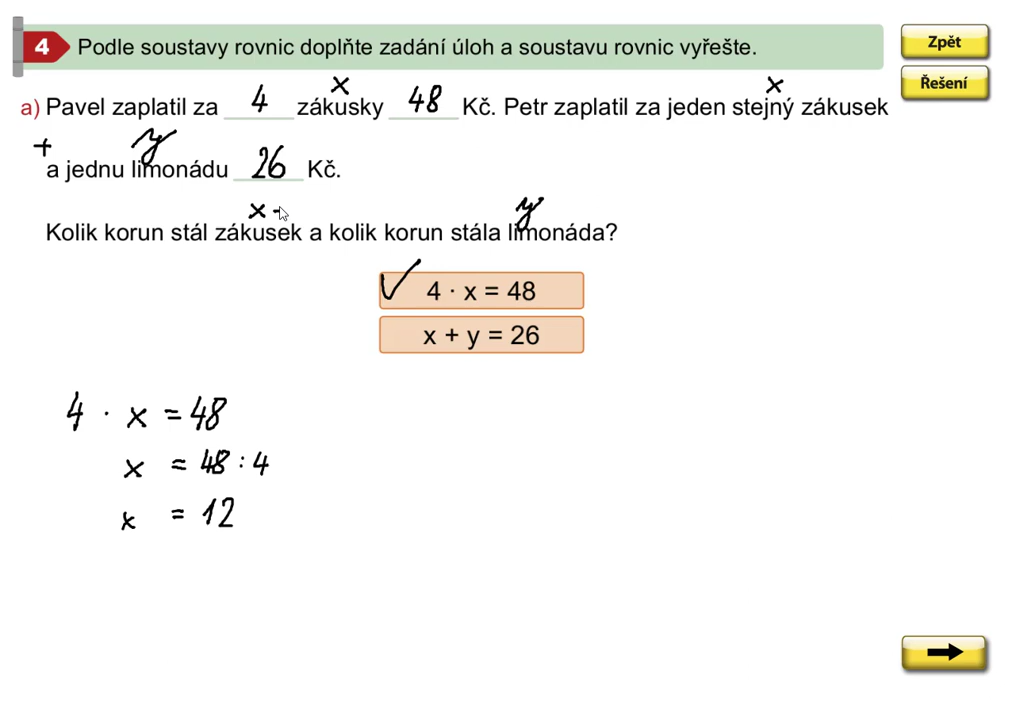 4 Podle soustavy rovnic doplňte zadání úloh a soustavu rovnic vyřešte.
Zpět
Řešení
x x
a) Pavel zaplatil za 4 zákusky 48 Kč. Petr zaplatil za jeden stejný zákusek
+ y
a jednu limonádu 26 Kč.
x - y
Kolik korun stál zákusek a kolik korun stála limonáda?
4 · x = 48
x + y = 26
4 · x = 48
x = 48 : 4
x = 12